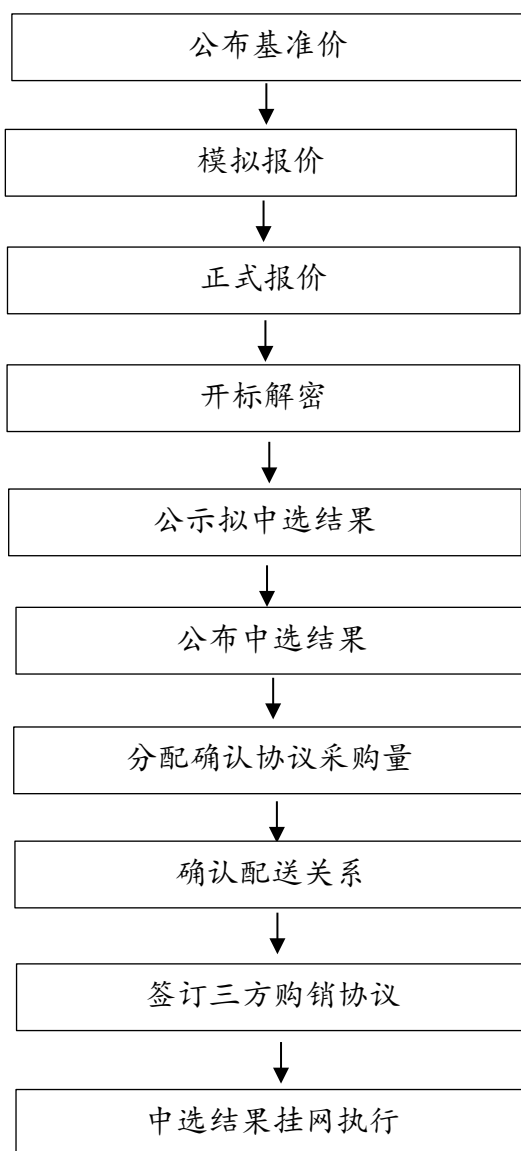 公布基准价
模拟报价
正式报价
开标解密
公示拟中选结果
公布中选结果
分配确认协议采购量
确认配送关系
签订三方购销协议
中选结果挂网执行